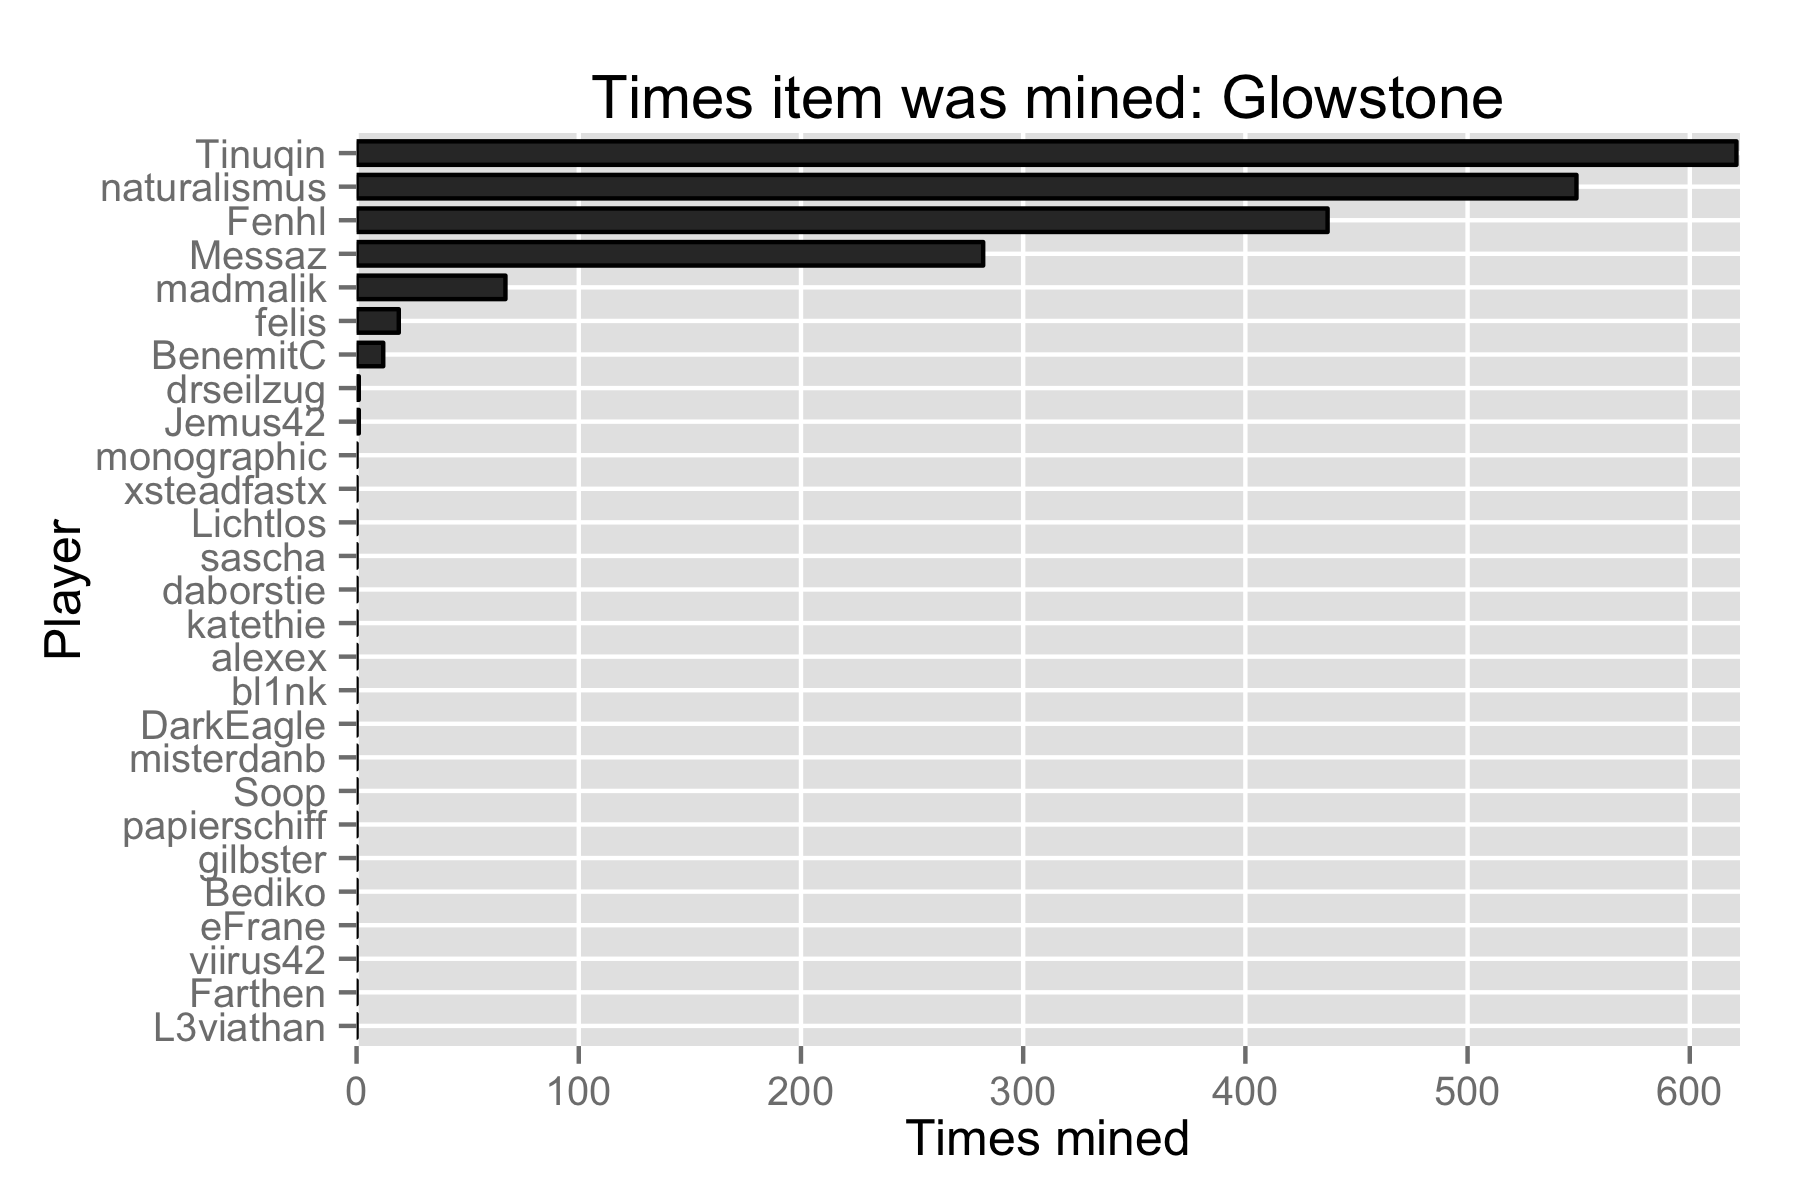 Times item was mined: Glowstone
Tinuqin
naturalismus
Fenhl
Messaz
madmalik
felis
BenemitC
drseilzug
Jemus42
monographic
xsteadfastx
Lichtlos
sascha
daborstie
katethie
alexex
bl1nk
DarkEagle
misterdanb
Soop
papierschiff
gilbster
Bediko
eFrane
viirus42
Farthen
L3viathan
Player
0 100 200 300 400 500 600
Times mined